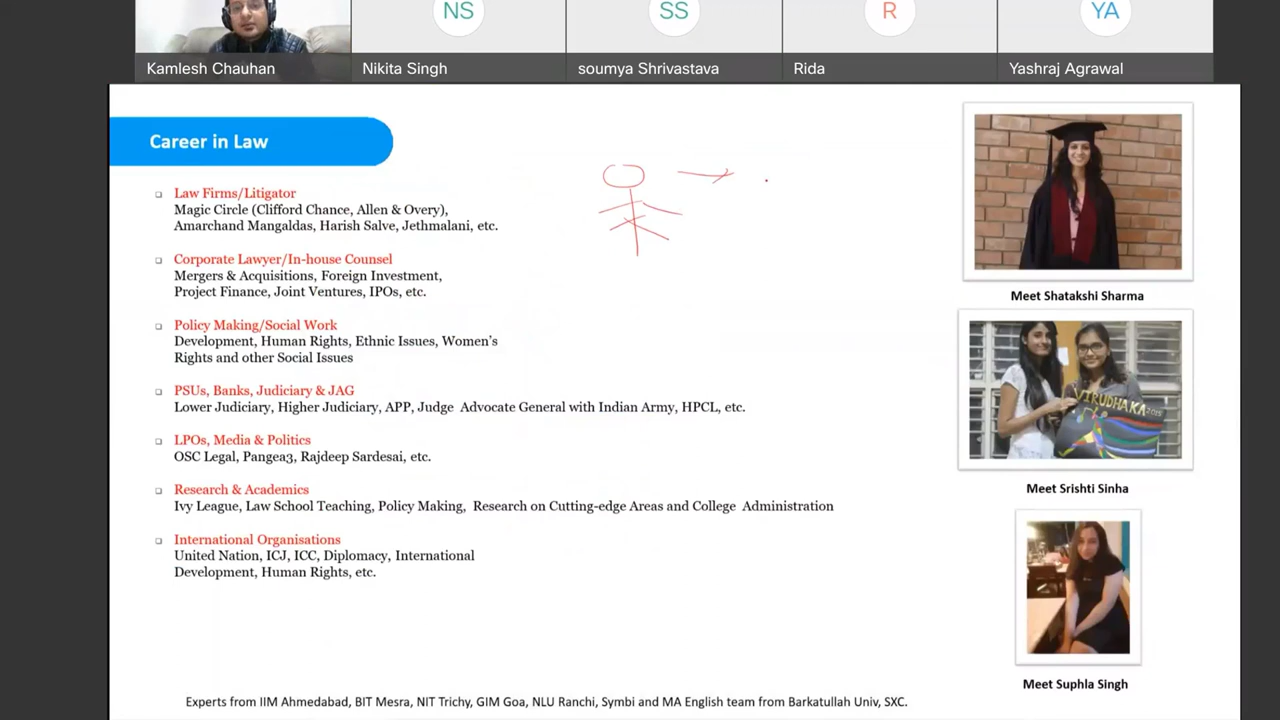 NS
SS
R
YA
Kamlesh Chauhan
Nikita Singh
soumya Shrivastava
Rida
Yashraj Agrawal
Career in Law
Law Firms/Litigator
Magic Circle (Clifford Chance, Allen & Overy),
Amarchand Mangaldas, Harish Salve, Jethmalani, etc.
Corporate Lawyer/In-house Counsel
Mergers & Acquisitions, Foreign Investment,
Project Finance, Joint Ventures, IPOs, etc.
Policy Making/Social Work
Development, Human Rights, Ethnic Issues, Women's
Rights and other Social Issues
PSUs, Banks, Judiciary & JAG
Lower Judiciary, Higher Judiciary, APP, Judge Advocate General with Indian Army, HPCL, etc.
LPOs, Media & Politics
OSC Legal, Pangea3, Rajdeep Sardesai, etc.
Research & Academics
Ivy League, Law School Teaching, Policy Making, Research on Cutting-edge Areas and College Administration
International Organisations
United Nation, ICJ, ICC, Diplomacy, International
Development, Human Rights, etc.
Meet Shatakshi Sharma
VIRUDHAKA 2015
Meet Srishti Sinha
Meet Suphla Singh
Experts from IIM Ahmedabad, BIT Mesra, NIT Trichy, GIM Goa, NLU Ranchi, Symbi and MA English team from Barkatullah Univ, SXC.